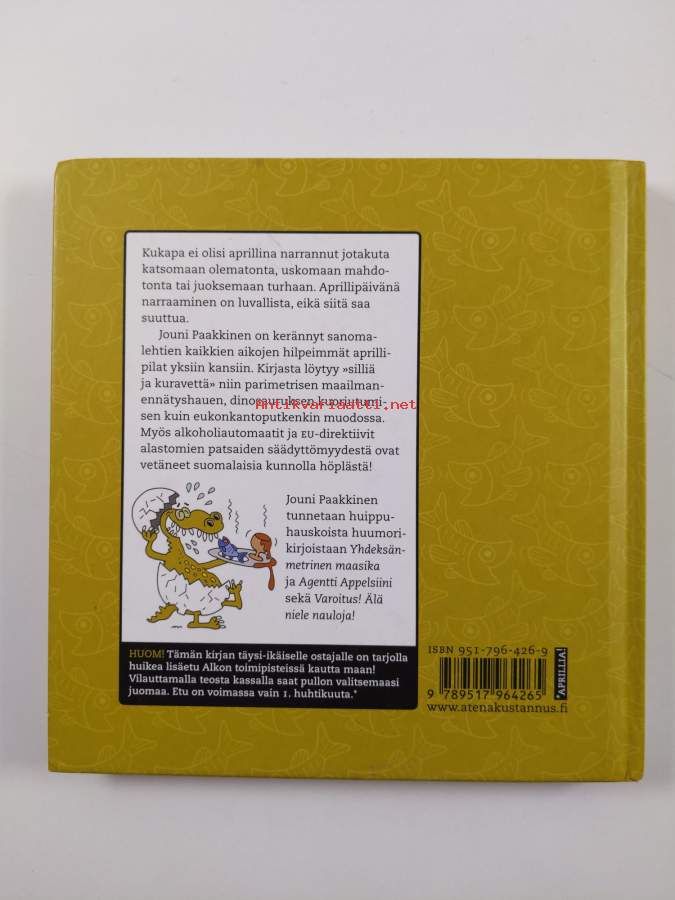 Kukapa ei olisi aprillina narrannut jotakuta
katsomaan olematonta, uskomaan mahdo-
tonta tai juoksemaan turhaan. Aprillipäivänä
narraaminen on luvallista, eikä siitä saa
suuttua.
Jouni Paakkinen on kerännyt sanoma-
lehtien kaikkien aikojen hilpeimmät aprilli-
pilat yksiin kansiin. Kirjasta löytyy »silliä
ja kuravettä» niin parimetrisen maailman-
ennätyshauen, dinosauruksen kuoriutumi-
Antikvariaatti.net
sen kuin eukonkantoputkenkin muodossa.
Myös alkoholiautomaatit ja EU-direktiivit
alastomien patsaiden säädyttömyydestä ovat
vetäneet suomalaisia kunnolla höplästä!
Jouni Paakkinen
tunnetaan huippu-
hauskoista huumori-
kirjoistaan Yhdeksän-
metrinen maasika
ja Agentti Appelsiini
sekä Varoitus! Älä
niele nauloja!
HUOM! Tämän kirjan täysi-ikäiselle ostajalle on tarjolla
huikea lisäetu Alkon toimipisteissä kautta maan!
Vilauttamalla teosta kassalla saat pullon valitsemaasi
juomaa. Etu on voimassa vain 1. huhtikuuta.*
ISBN 951-796-426-9
9 789517 964265
*APRILLIA!
www.atenakustannus.fi